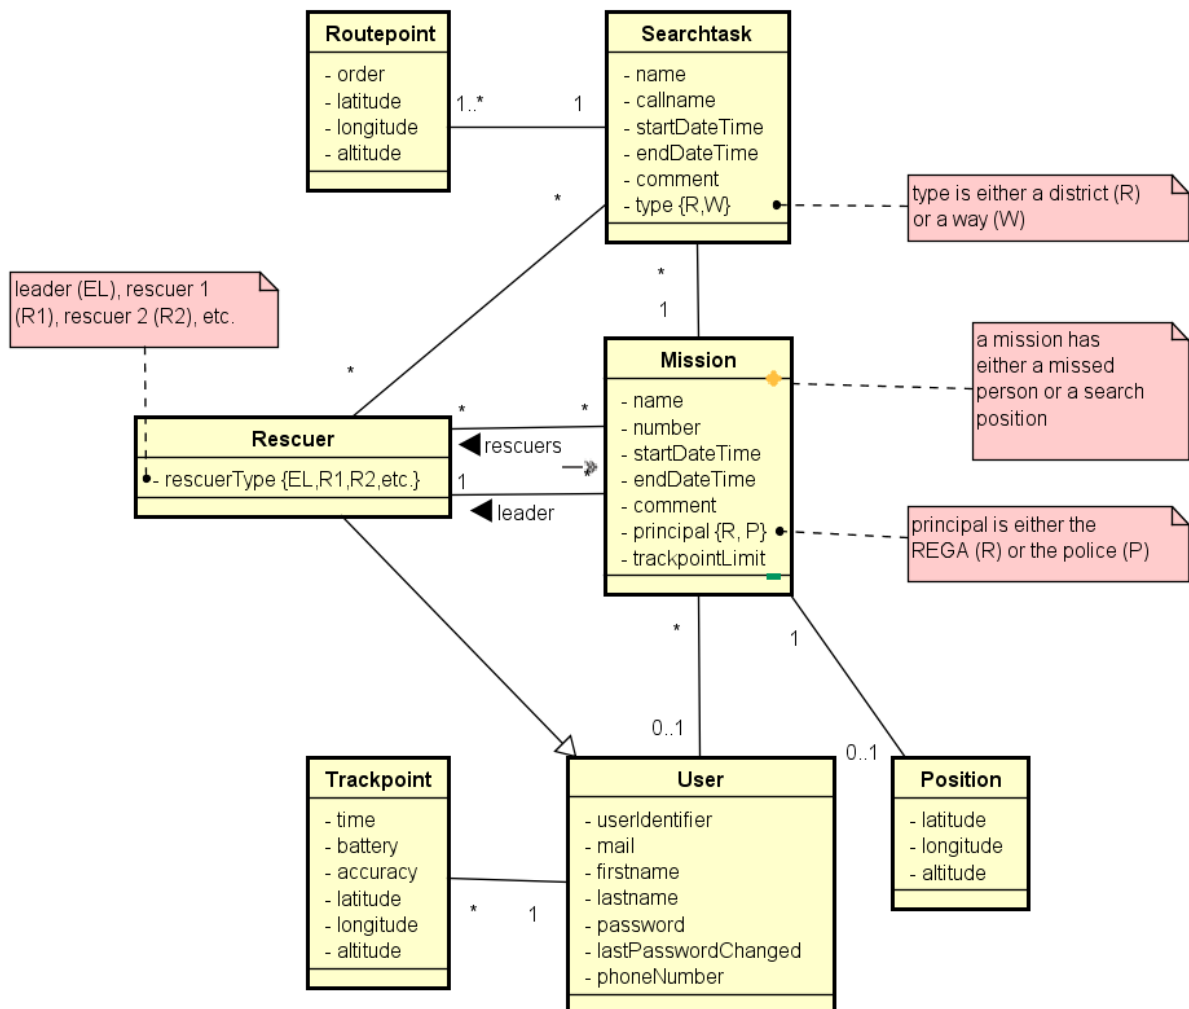 Routepoint
- order
- latitude
- longitude
- altitude
1..*
1
Searchtask
- name
- callname
- startDateTime
- endDateTime
- comment
- type {R,W}
type is either a district (R)
or a way (W)
*
*
1
*
leader (EL), rescuer 1
(R1), rescuer 2 (R2), etc.
Mission
- name
- number
- startDateTime
- endDateTime
- comment
- principal {R, P}
- trackpointLimit
a mission has
either a missed
person or a search
position
principal is either the
REGA (R) or the police (P)
Rescuer
- rescuerType {EL,R1,R2,etc.}
*
*
rescuers
1
*
leader
*
0..1
1
0..1
Trackpoint
- time
- battery
- accuracy
- latitude
- longitude
- altitude
*
1
User
- userIdentifier
- mail
- firstname
- lastname
- password
- lastPasswordChanged
- phoneNumber
Position
- latitude
- longitude
- altitude